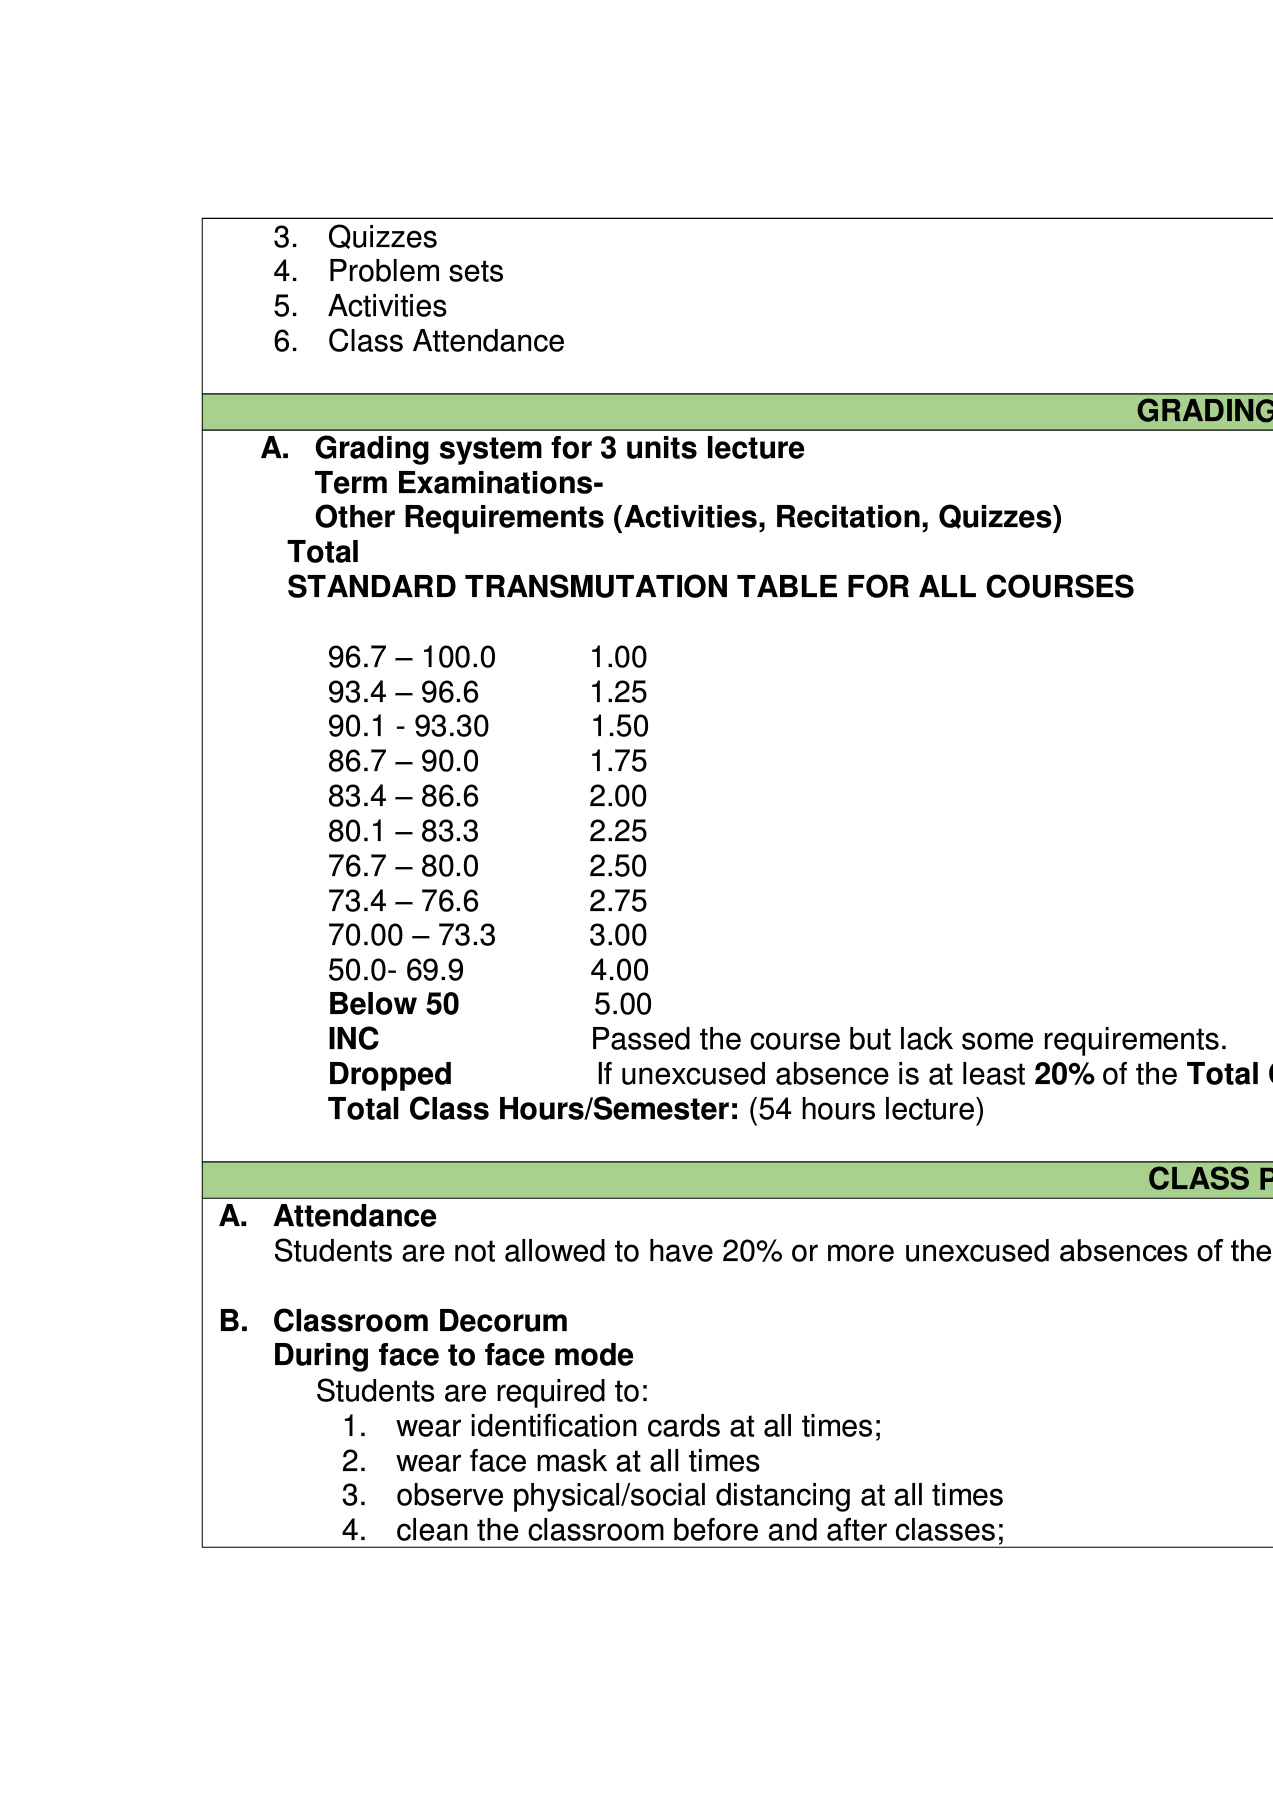 3. Quizzes
4. Problem sets
5. Activities
6. Class Attendance
GRADING
A. Grading system for 3 units lecture
Term Examinations-
Other Requirements (Activities, Recitation, Quizzes)
Total
STANDARD TRANSMUTATION TABLE FOR ALL COURSES
96.7 – 100.0 1.00
93.4 – 96.6 1.25
90.1 - 93.30 1.50
86.7 – 90.0 1.75
83.4 – 86.6 2.00
80.1 – 83.3 2.25
76.7 – 80.0 2.50
73.4 – 76.6 2.75
70.00 – 73.3 3.00
50.0- 69.9 4.00
Below 50 5.00
INC Passed the course but lack some requirements.
Dropped If unexcused absence is at least 20% of the Total
Total Class Hours/Semester: (54 hours lecture)
CLASS
A. Attendance
Students are not allowed to have 20% or more unexcused absences of the
B. Classroom Decorum
During face to face mode
Students are required to:
1. wear identification cards at all times;
2. wear face mask at all times
3. observe physical/social distancing at all times
4. clean the classroom before and after classes;